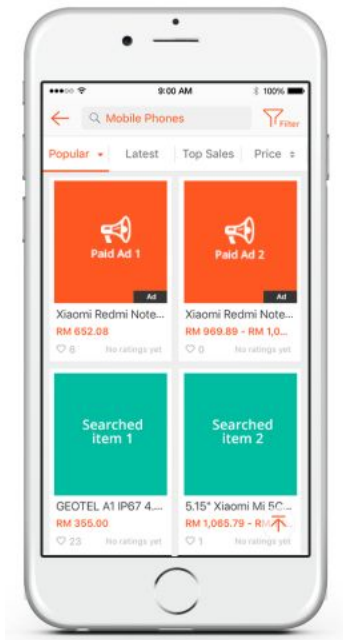 9:00 AM
100%
Mobile Phones
Filter
Popular
Latest
Top Sales
Price
Paid Ad 1
Paid Ad 2
Ad
Ad
Xiaomi Redmi Note...
Xiaomi Redmi Note...
RM 652.08
RM 969.89 - RM 1,0...
No ratings yet
0
No ratings yet
Searched
item 1
Searched
item 2
GEOTEL A1 IP67 4....
5.15" Xiaomi Mi 5C...
RM 355.00
RM 1,065.79 - RM
23
No ratings yet
1
No ratings yet